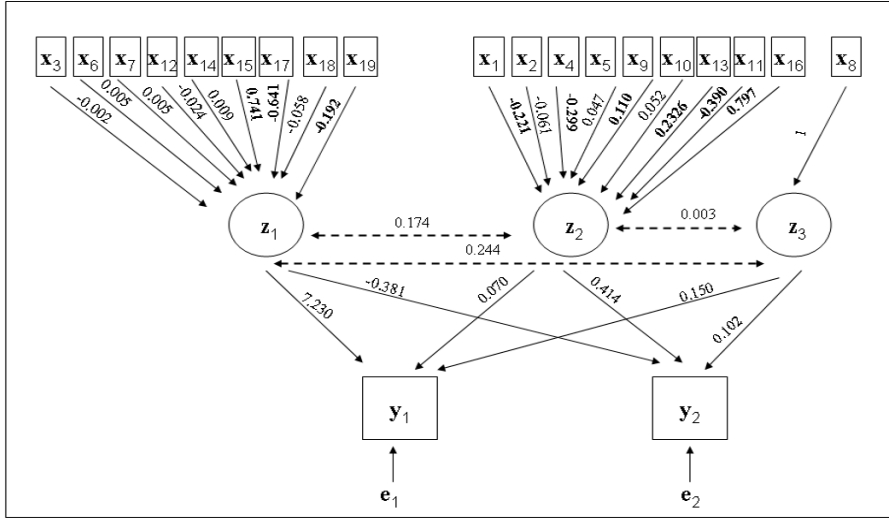 x3 x6 x7 x12 x14 x15 x17 x18 x19 x1 x2 x4 x5 x9 x10 x13 x11 x16 x8
-0.002 0.005 0.005 -0.024 0.009 0.741 -0.641 -0.058 -0.192 -0.221 -0.061 -0.299 0.047 0.110 0.052 0.2326 -0.390 0.797 1
z1 0.174 z2 0.003 z3
0.244
7.230 -0.381 0.070 0.414 0.150 0.102
y1 y2
e1 e2